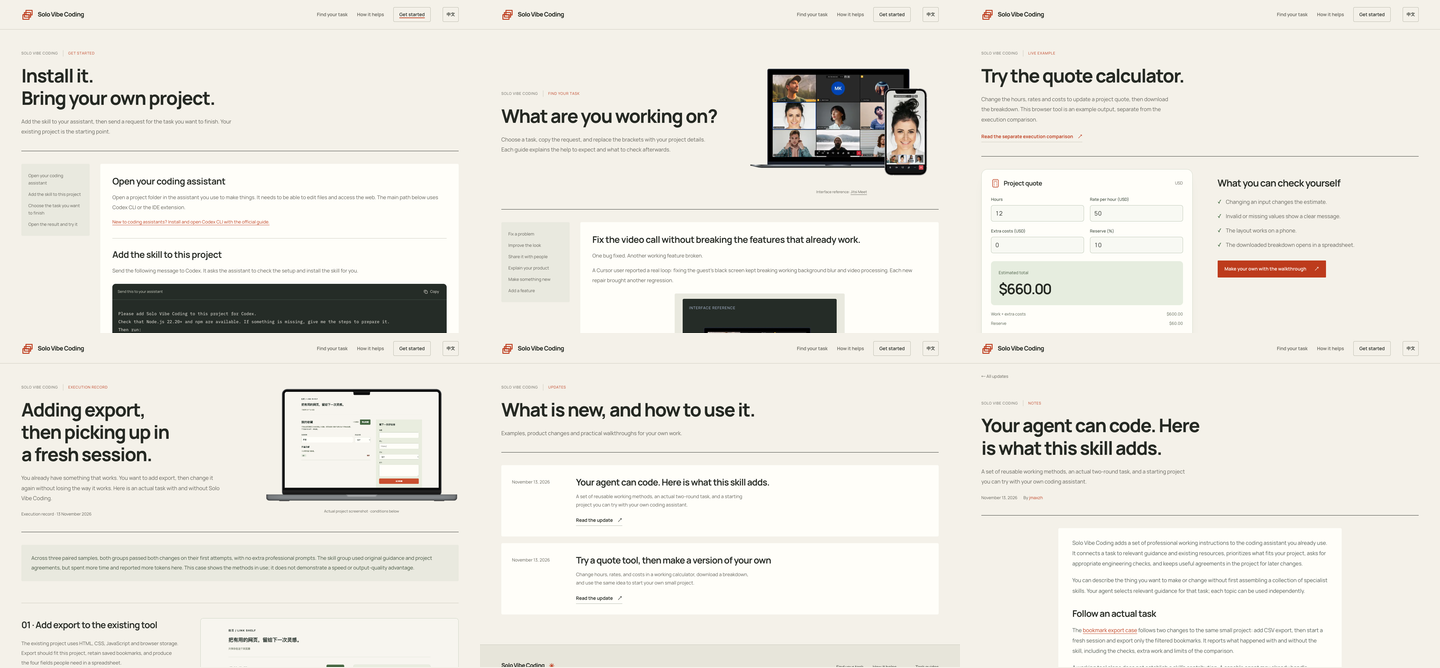 Solo Vibe Coding
Find your task
How it helps
Get started
中文
SOLO VIBE CODING
GET STARTED
Install it.
Bring your own project.
Add the skill to your assistant, then send a request for the task you want to finish. Your
existing project is the starting point.
Open your coding
assistant
Add the skill to this project
Choose the task you want
to finish
Open the result and try it
Open your coding assistant
Open a project folder in the assistant you use to make things. It needs to be able to edit files and access the web. The main path below uses
Codex CLI or the IDE extension.
New to coding assistants? Install and open Codex CLI with the official guide.
Add the skill to this project
Send the following message to Codex. It asks the assistant to check the setup and install the skill for you.
Send this to your assistant
Copy
Please add Solo Vibe Coding to this project for Codex.
Check that Node.js 22.20+ and npm are available. If something is missing, give me the steps to prepare it.
Then run:
Solo Vibe Coding
Find your task
How it helps
Get started
中文
SOLO VIBE CODING
FIND YOUR TASK
What are you working on?
Choose a task, copy the request, and replace the brackets with your project details.
Each guide explains the help to expect and what to check afterwards.
MK
Interface reference · Jitsi Meet
Fix a problem
Improve the look
Share it with people
Explain your product
Make something new
Add a feature
Fix the video call without breaking the features that already work.
One bug fixed. Another working feature broken
A Cursor user reported a real loop: fixing the guest's black screen kept breaking working background blur and video processing. Each new
repair brought another regression.
INTERFACE REFERENCE
Solo Vibe Coding
Find your task
How it helps
Get started
中文
SOLO VIBE CODING
LIVE EXAMPLE
Try the quote calculator.
Change the hours, rates and costs to update a project quote, then download
the breakdown. This browser tool is an example output, separate from the
execution comparison.
Read the separate execution comparison ↗
Project quote
USD
Hours
Rate per hour (USD)
12
50
Extra costs (USD)
Reserve (%)
0
10
Estimated total
$660.00
Work + extra costs
$600.00
Reserve
$60.00
What you can check yourself
✓ Changing an input changes the estimate.
✓ Invalid or missing values show a clear message.
✓ The layout works on a phone.
✓ The downloaded breakdown opens in a spreadsheet.
Make your own with the walkthrough ↗
Solo Vibe Coding
Find your task
How it helps
Get started
中文
SOLO VIBE CODING
EXECUTION RECORD
Adding export,
then picking up in
a fresh session.
You already have something that works. You want to add export, then change it
again without losing the way it works. Here is an actual task with and without Solo
Vibe Coding.
Execution record · 13 November 2026
把有用的网页，留给下一次灵感。
Actual project screenshot · conditions below
Across three paired samples, both groups passed both changes on their first attempts, with no extra professional prompts. The skill group used original guidance and project
agreements, but spent more time and reported more tokens here. This case shows the methods in use; it does not demonstrate a speed or output-quality advantage.
01 · Add export to the existing tool
The existing project uses HTML, CSS, JavaScript and browser storage.
Export should fit this project, retain saved bookmarks, and produce
the four fields people need in a spreadsheet.
把有用的网页，留给下一次灵感。
Solo Vibe Coding
Find your task
How it helps
Get started
中文
SOLO VIBE CODING
UPDATES
What is new, and how to use it.
Examples, product changes and practical walkthroughs for your own work.
November 13, 2026
Your agent can code. Here is what this skill adds.
A set of reusable working methods, an actual two-round task, and a starting
project you can try with your own coding assistant.
Read the update ↗
November 13, 2026
Try a quote tool, then make a version of your own
Change hours, rates, and costs in a working calculator, download a breakdown,
and use the same idea to start your own small project.
Read the update ↗
Solo Vibe Coding
Solo Vibe Coding
Find your task
How it helps
Get started
中文
← All updates
SOLO VIBE CODING
NOTES
Your agent can code. Here
is what this skill adds.
A set of reusable working methods, an actual two-round task, and a starting project
you can try with your own coding assistant.
November 13, 2026
Solo Vibe Coding adds a set of professional working instructions to the coding assistant you already use.
It connects a task to relevant guidance and existing resources, prioritizes what fits your project, asks for
appropriate engineering checks, and keeps useful agreements in the project for later changes.
You can describe the thing you want to make or change without first assembling a collection of specialist
skills. Your agent selects relevant guidance for that task; each topic can be used independently.
Follow an actual task
The bookmark export case follows two changes to the same small project: add CSV export, then start a
fresh session and export only the filtered bookmarks. It reports what happened with and without the
skill, including the checks, extra work and limits of the comparison.